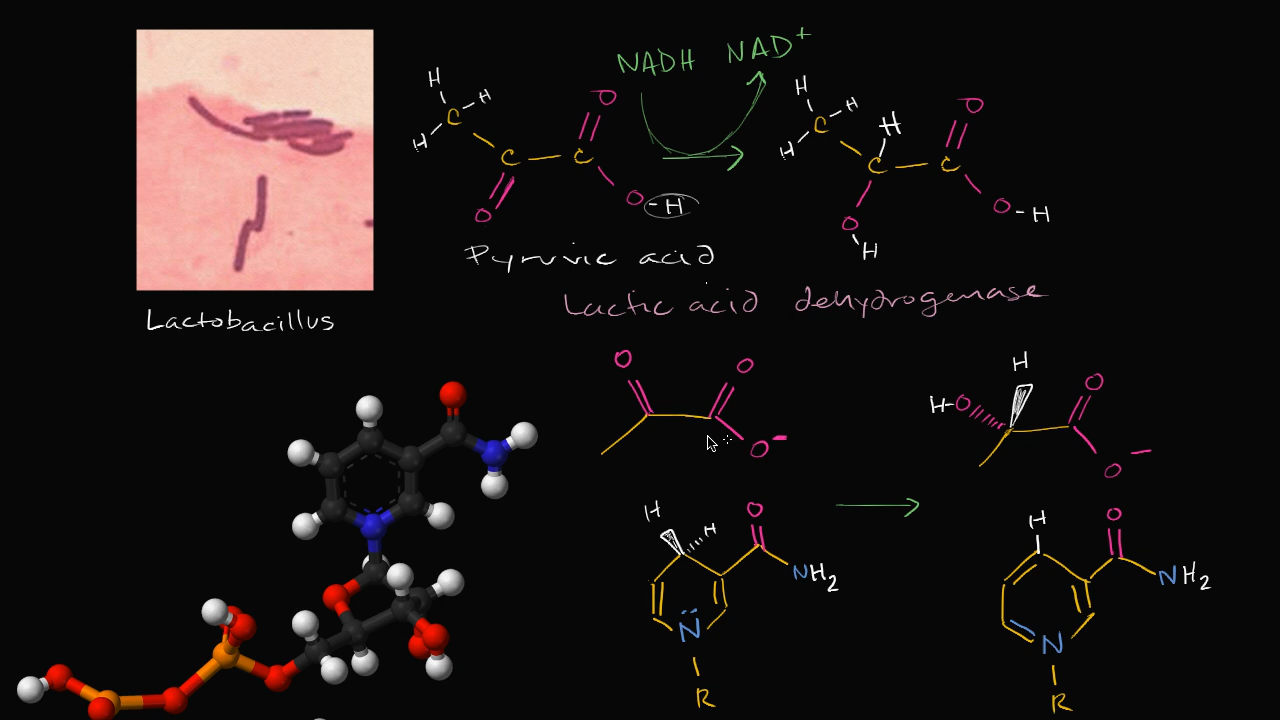 NADH NAD+
H
H
H
C
O
C
C
O
O
-H
H
H
H
C
H
O
C
C
O
H
O-H
Pyruvic acid
Lactic acid dehydrogenase
Lactobacillus
O
O
O-
H
H-O
O
O-
H
H
O
NH2
N
R
H
O
NH2
N
R